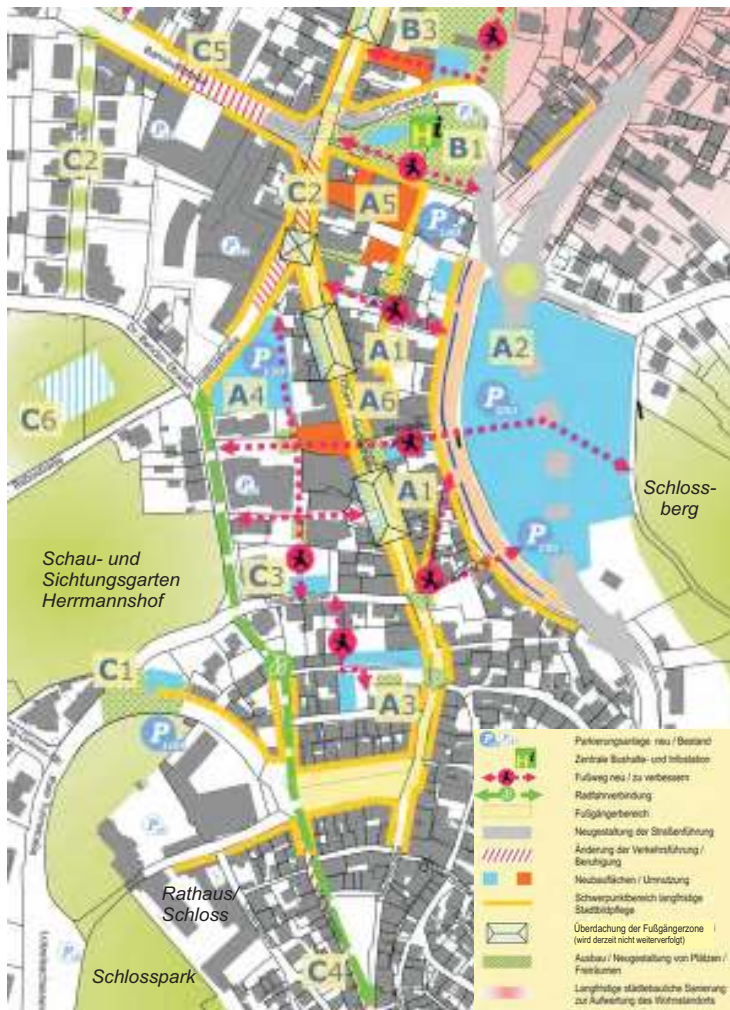 B3
C5
H i
B1
C2
C2
A5
P
A1
A2
P
A4
A6
P
C6
A1
Schloss-
berg
P
Schau- und
Sichtungsgarten
Herrmannshof
C3
C1
A3
P
Rathaus/
Schloss
Schlosspark
C4
Parkierungsanlage neu / Bestand
Zentrale Bushalte- und Infostation
Fußweg neu / zu verbessern
Radfahrverbindung
Fußgängerbereich
Neugestaltung der Straßenführung
Änderung der Verkehrsführung /
Beruhigung
Neubauflächen / Umnutzung
Schwerpunktbereich langfristige
Stadtbildpflege
Überdachung der Fußgängerzone
(wird derzeit nicht weiterverfolgt)
Ausbau / Neugestaltung von Plätzen /
Freiräumen
Langfristige städtebauliche Sanierung
zur Aufwertung des Wohnstandorts